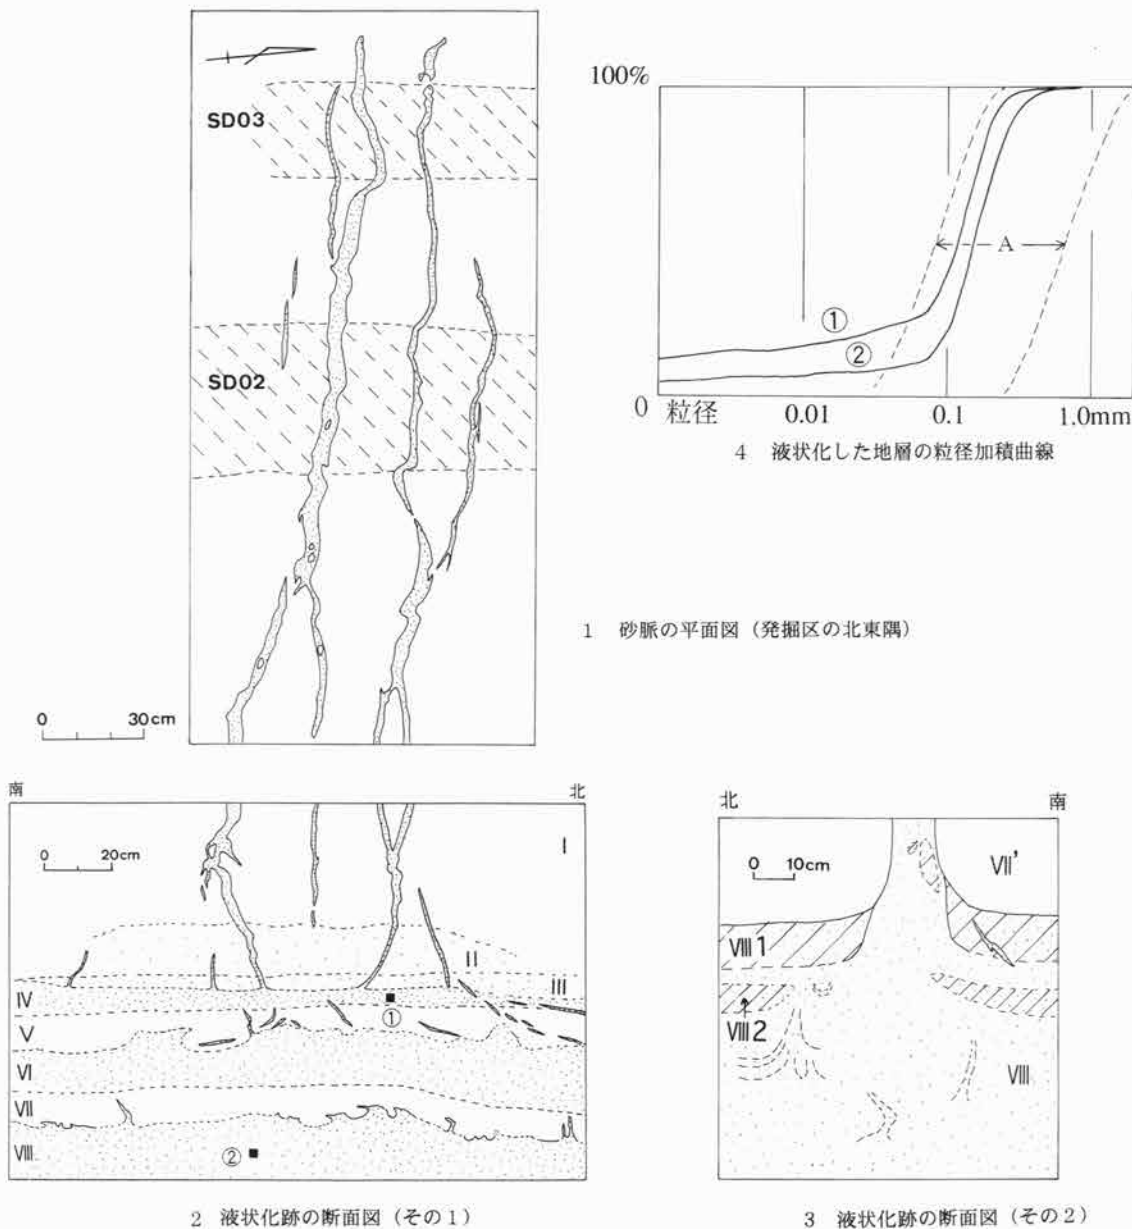 SD03
SD02
0 30cm
100%
A
①
②
0 粒径 0.01 0.1 1.0mm
4 液状化した地層の粒径加積曲線
1 砂脈の平面図（発掘区の北東隅）
南 北
0 20cm
I
II
III
IV
①
V
VI
VII
VIII
②
2 液状化跡の断面図（その1）
北 南
0 10cm
VII'
VIII 1
VIII 2
VIII
3 液状化跡の断面図（その2）